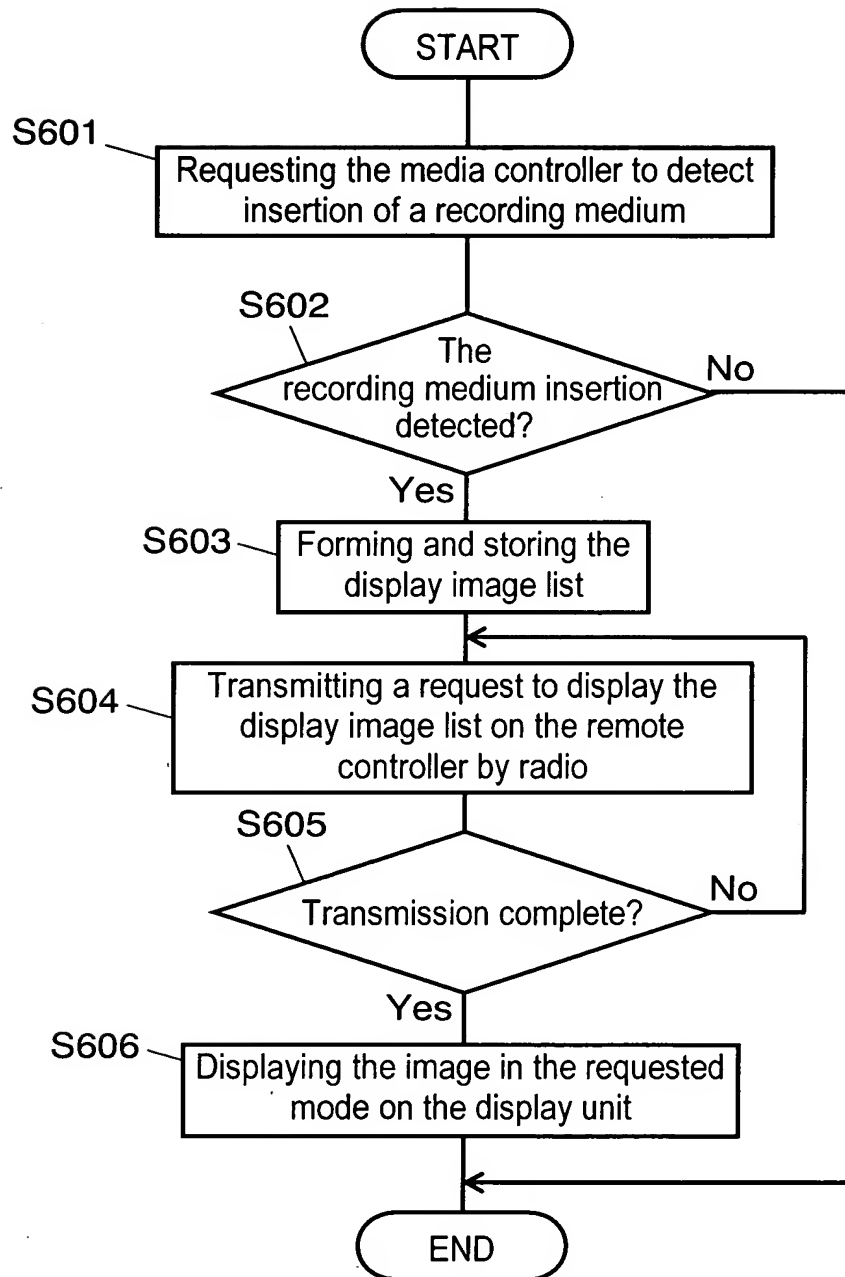 START
S601
Requesting the media controller to detect
insertion of a recording medium
S602
The
recording medium insertion
detected?
No
Yes
S603
Forming and storing the
display image list
S604
Transmitting a request to display the
display image list on the remote
controller by radio
S605
Transmission complete?
No
Yes
S606
Displaying the image in the requested
mode on the display unit
END